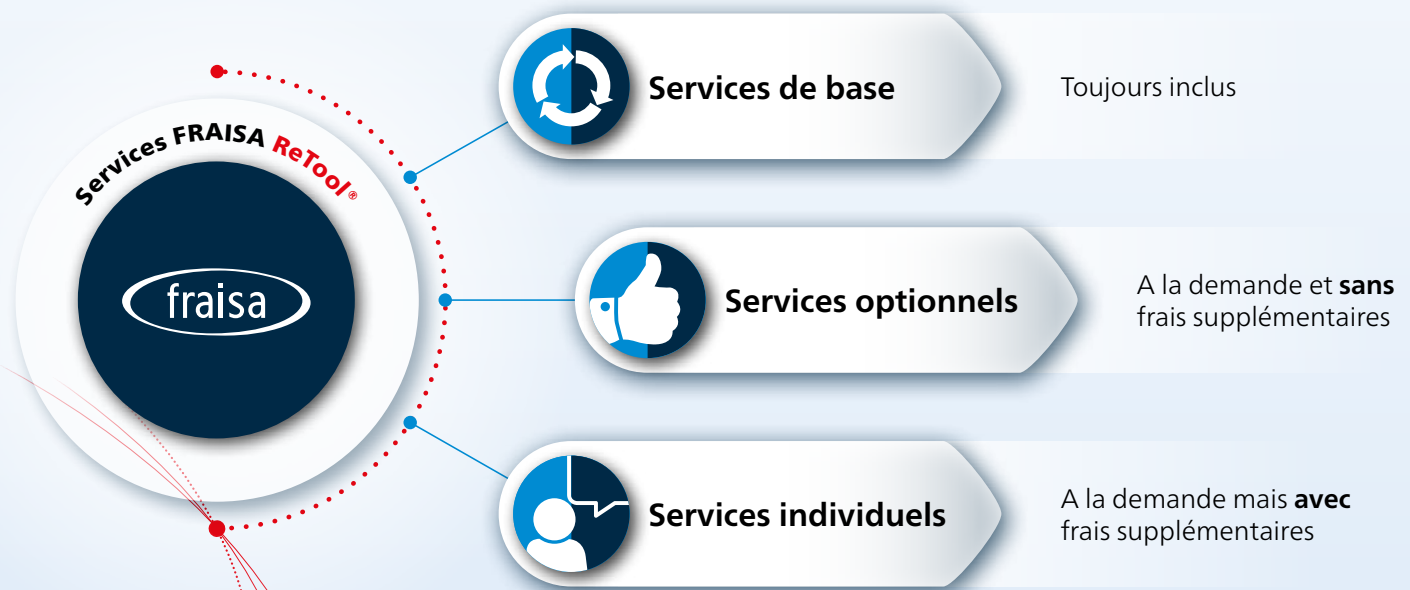 Services FRAISA ReTool®
fraisa
Services de base
Toujours inclus
Services optionnels
A la demande et sans
frais supplémentaires
Services individuels
A la demande mais avec
frais supplémentaires